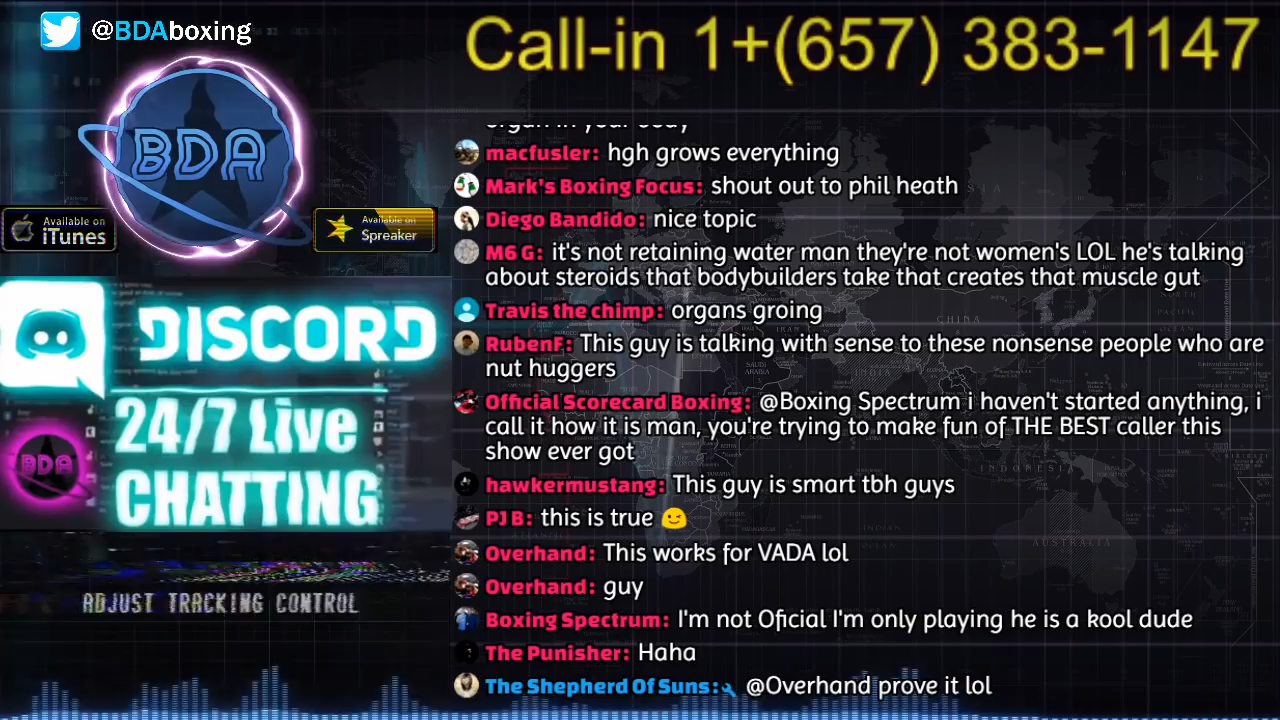 @BDAboxing
Call-in 1+(657) 383-1147
BDA
Available on
iTunes
Available on
Spreaker
DISCORD
24/7 Live
CHATTING
BDA
ADJUST TRACKING CONTROL
organ in your body
macfusler: hgh grows everything
Mark's Boxing Focus: shout out to phil heath
Diego Bandido: nice topic
M6 G: it's not retaining water man they're not women's LOL he's talking
about steroids that bodybuilders take that creates that muscle gut
Travis the chimp: organs groing
RubenF: This guy is talking with sense to these nonsense people who are
nut huggers
Official Scorecard Boxing: @Boxing Spectrum i haven't started anything, i
call it how it is man, you're trying to make fun of THE BEST caller this
show ever got
hawkermustang: This guy is smart tbh guys
PJ B: this is true 😉
Overhand: This works for VADA lol
Overhand: guy
Boxing Spectrum: I'm not Oficial I'm only playing he is a kool dude
The Punisher: Haha
The Shepherd Of Suns: @Overhand prove it lol
CHINA
INDONESIA
AUSTRALIA